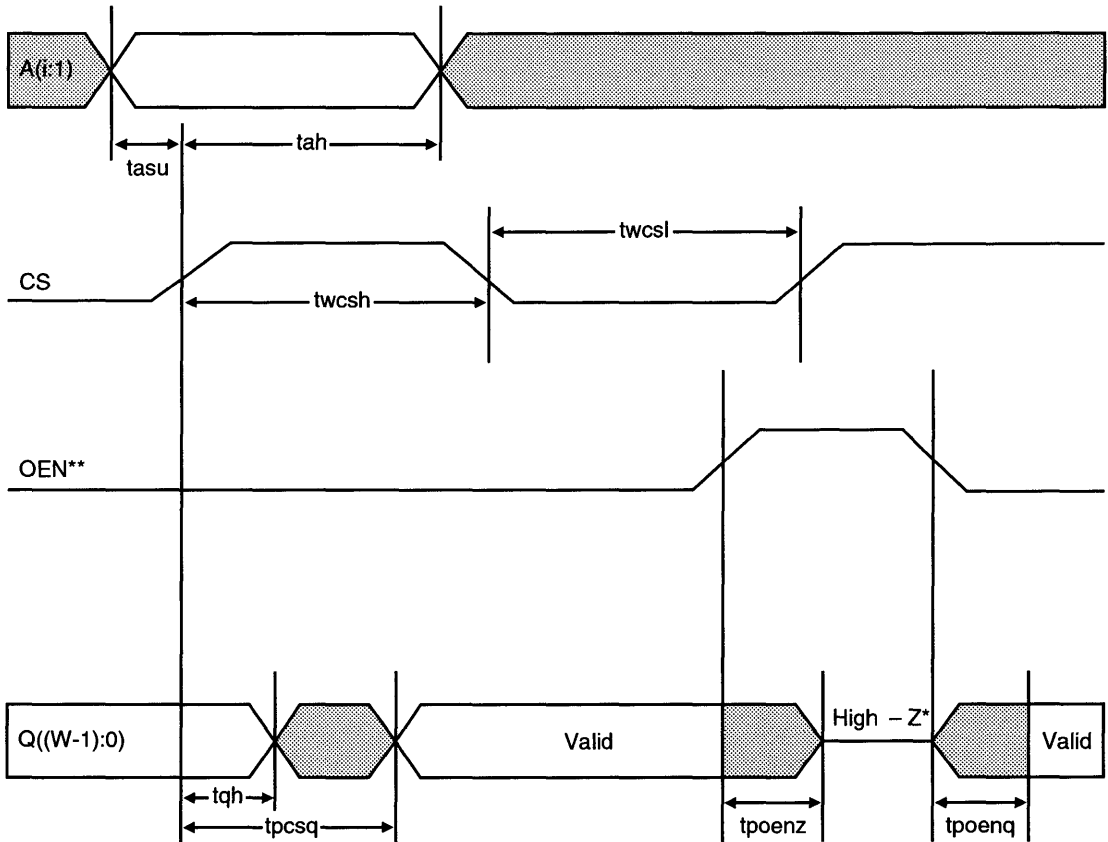 A(i:1)
tasu
tah
CS
twcsl
twcsh
OEN**
Q((W-1):0)
Valid
High – Z*
Valid
tqh
tpcsq
tpoenz
tpoenq